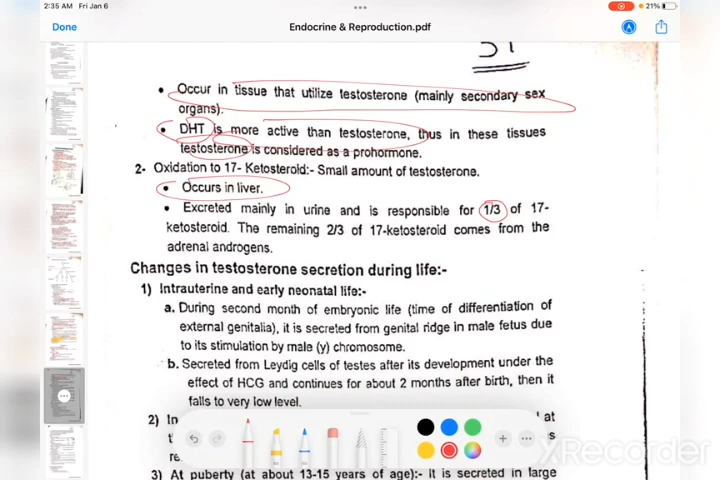 2:35 AM Fri Jan 6
21%
Done
Endocrine & Reproduction.pdf
• Occur in tissue that utilize testosterone (mainly secondary sex
organs).
• DHT is more active than testosterone, thus in these tissues
testosterone is considered as a prohormone.
2- Oxidation to 17- Ketosteroid:- Small amount of testosterone.
• Occurs in liver.
• Excreted mainly in urine and is responsible for 1/3 of 17-
ketosteroid. The remaining 2/3 of 17-ketosteroid comes from the
adrenal androgens.
Changes in testosterone secretion during life:-
1) Intrauterine and early neonatal life:-
a. During second month of embryonic life (time of differentiation of
external genitalia), it is secreted from genital ridge in male fetus due
to its stimulation by male (y) chromosome.
b. Secreted from Leydig cells of testes after its development under the
effect of HCG and continues for about 2 months after birth, then it
falls to very low level.
2) In
at
3) At puberty (at about 13-15 years of age):- It is secreted in large
XRecorder